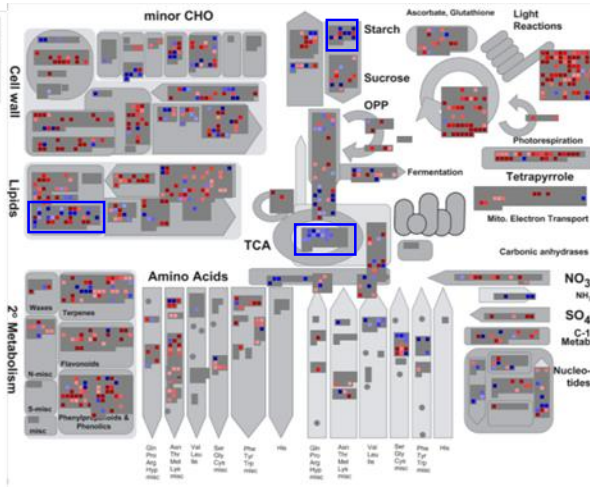 minor CHO
Cell wall
Lipids
2° Metabolism
Starch
Sucrose
OPP
Fermentation
TCA
Ascorbate, Glutathione
Light
Reactions
Photorespiration
Tetrapyrrole
Mito. Electron Transport
Carbonic anhydrases
Amino Acids
Waxes
Terpenes
Flavonoids
N-misc
S-misc
misc
Phenylpropanoids &
Phenolics
NO3
NH
SO4
C-1
Metab
Nucleo-
tides
Gln
Pro
Arg
Hyp
misc
Asn
Thr
Met
Lys
misc
Val
Leu
Ile
Ser
Gly
Cys
misc
Phe
Tyr
Trp
misc
His
Gln
Pro
Arg
Hyp
misc
Asn
Thr
Met
Lys
misc
Val
Leu
Ile
Ser
Gly
Cys
misc
Phe
Tyr
Trp
misc
His